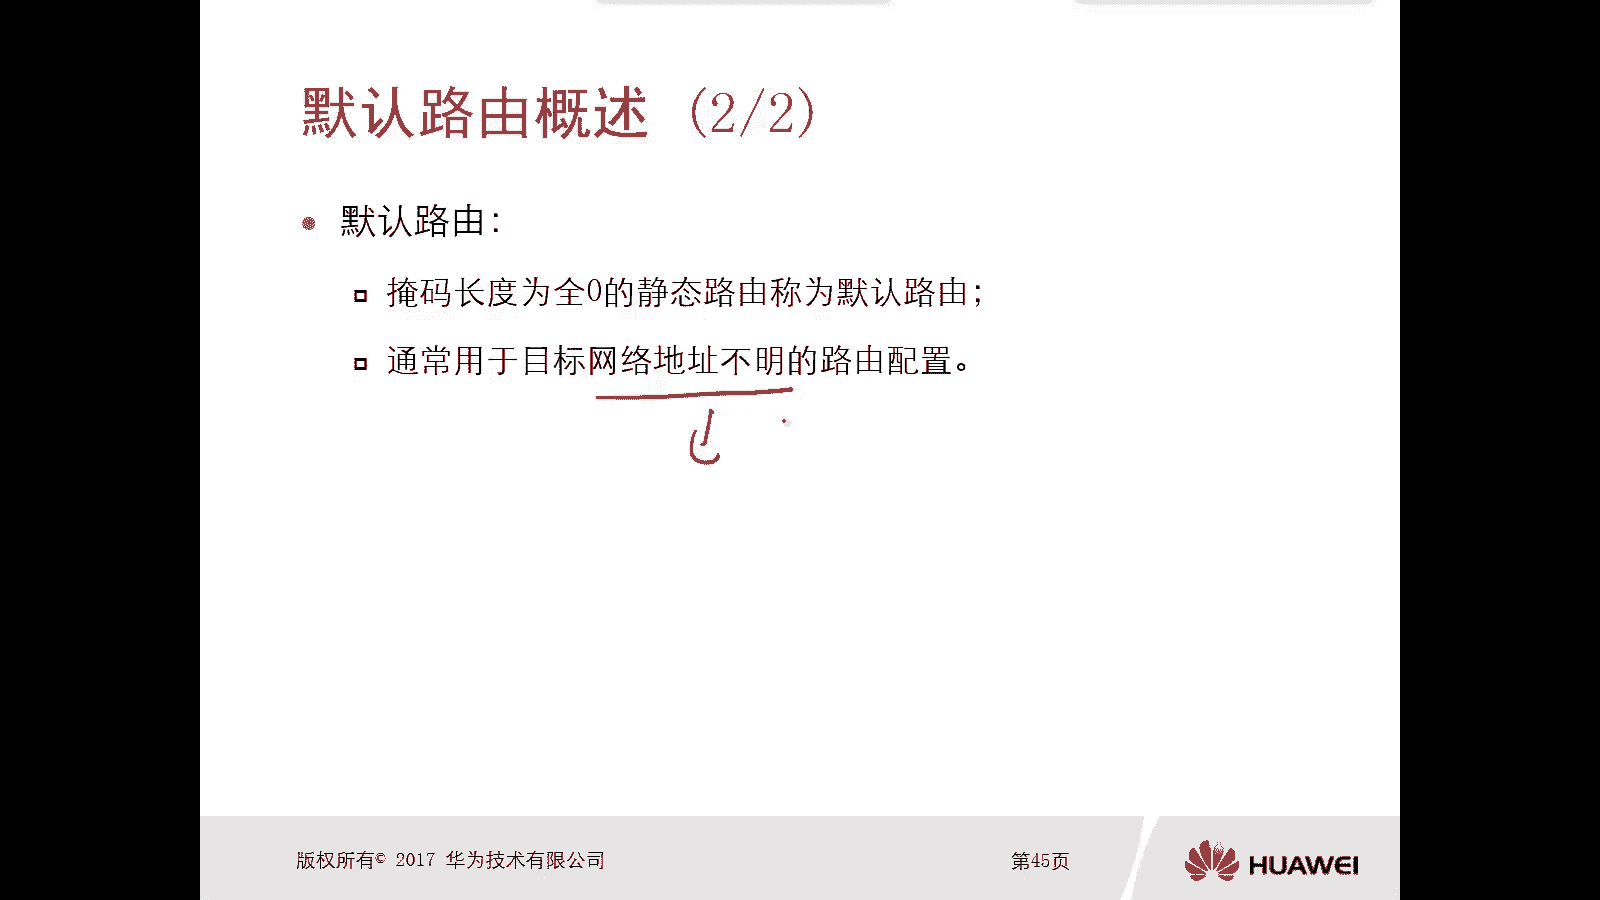 默认路由概述 (2/2)
默认路由：
掩码长度为全0的静态路由称为默认路由；
通常用于目标网络地址不明的路由配置。
版权所有© 2017 华为技术有限公司
第45页
HUAWEI